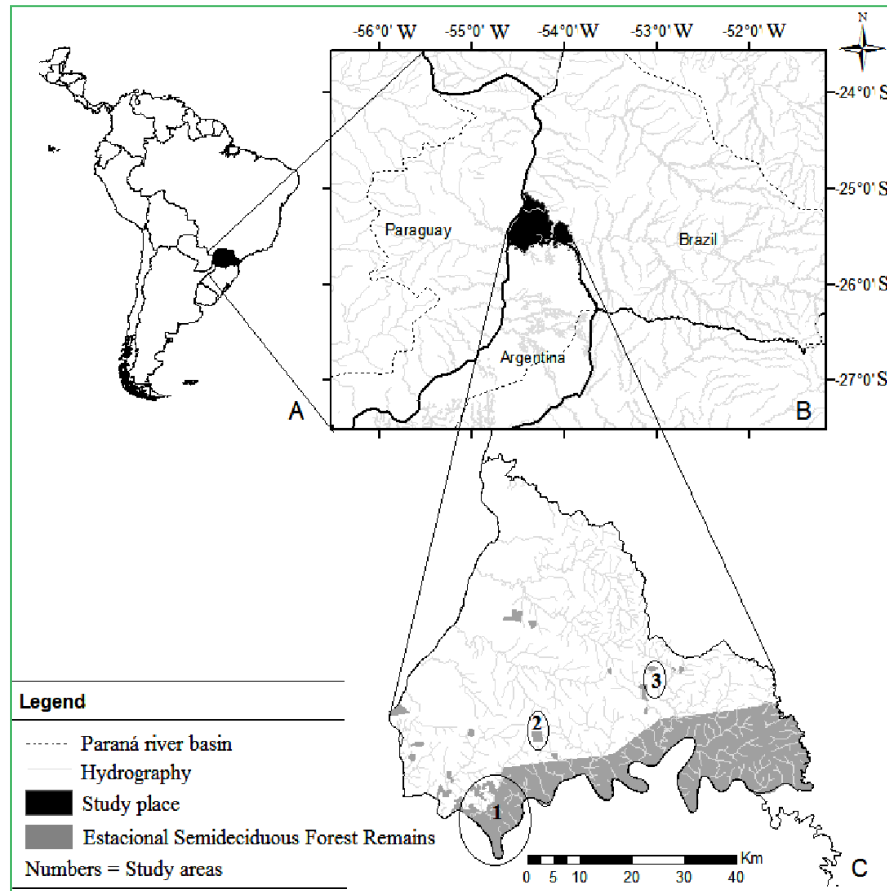 -56°0' W -55°0' W -54°0' W -53°0' W -52°0' W
N
-24°0' S
-25°0' S
-26°0' S
-27°0' S
Paraguay
Brazil
Argentina
A
B
3
2
1
Legend
Paraná river basin
Hydrography
Study place
Estacional Semideciduous Forest Remains
Numbers = Study areas
Km
0 5 10 20 30 40
C